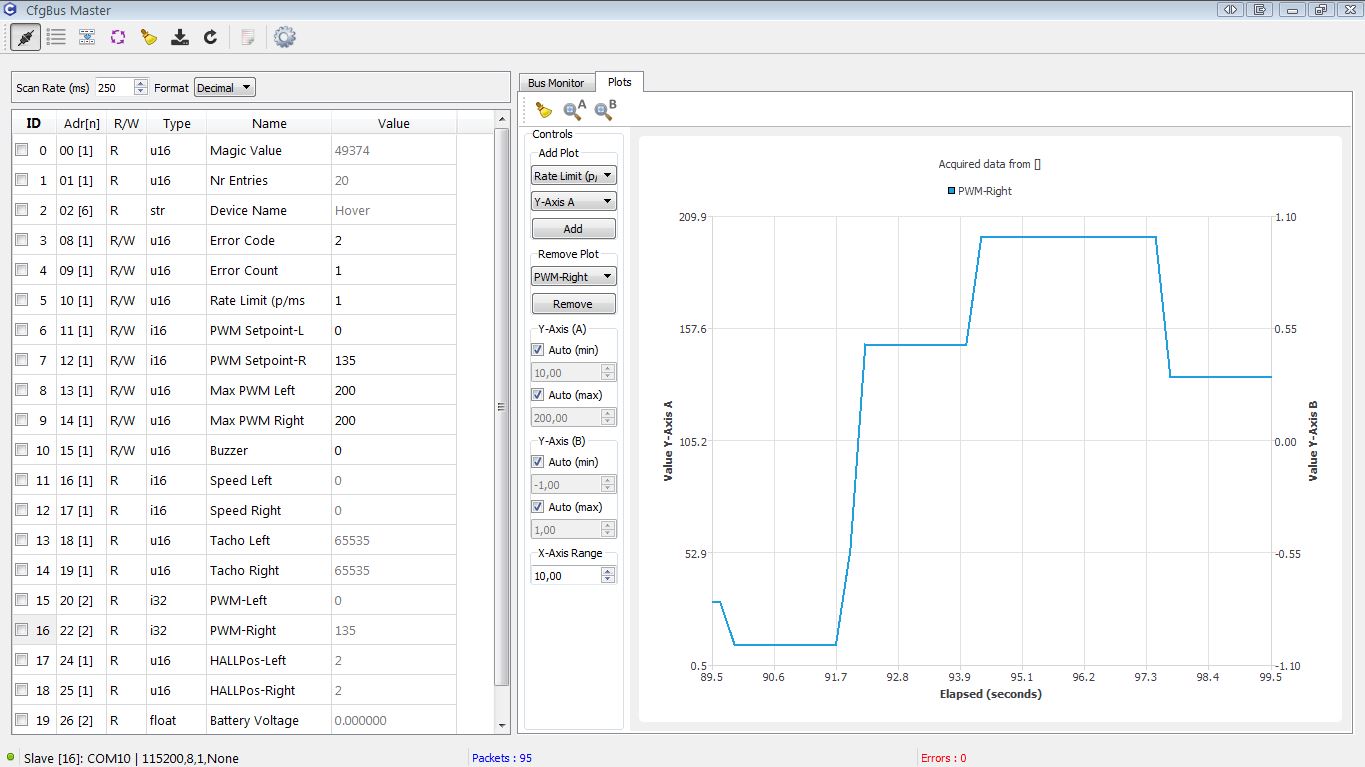 CfgBus Master
Scan Rate (ms) 250 Format Decimal
ID Adr[n] R/W Type Name Value
0 00 [1] R u16 Magic Value 49374
1 01 [1] R u16 Nr Entries 20
2 02 [6] R str Device Name Hover
3 08 [1] R/W u16 Error Code 2
4 09 [1] R/W u16 Error Count 1
5 10 [1] R/W u16 Rate Limit (p/ms 1
6 11 [1] R/W i16 PWM Setpoint-L 0
7 12 [1] R/W i16 PWM Setpoint-R 135
8 13 [1] R/W u16 Max PWM Left 200
9 14 [1] R/W u16 Max PWM Right 200
10 15 [1] R/W u16 Buzzer 0
11 16 [1] R i16 Speed Left 0
12 17 [1] R i16 Speed Right 0
13 18 [1] R u16 Tacho Left 65535
14 19 [1] R u16 Tacho Right 65535
15 20 [2] R i32 PWM-Left 0
16 22 [2] R i32 PWM-Right 135
17 24 [1] R u16 HALLPos-Left 2
18 25 [1] R u16 HALLPos-Right 2
19 26 [2] R float Battery Voltage 0.000000
Bus Monitor Plots
A B
Controls
Add Plot
Rate Limit (p/
Y-Axis A
Add
Remove Plot
PWM-Right
Remove
Y-Axis (A)
Auto (min)
10,00
Auto (max)
200,00
Y-Axis (B)
Auto (min)
-1,00
Auto (max)
1,00
X-Axis Range
10,00
Acquired data from []
PWM-Right
209.9
157.6
105.2
52.9
0.5
Value Y-Axis A
1.10
0.55
0.00
-0.55
-1.10
Value Y-Axis B
89.5 90.6 91.7 92.8 93.9 95.1 96.2 97.3 98.4 99.5
Elapsed (seconds)
Slave [16]: COM10 | 115200,8,1,None Packets : 95 Errors : 0